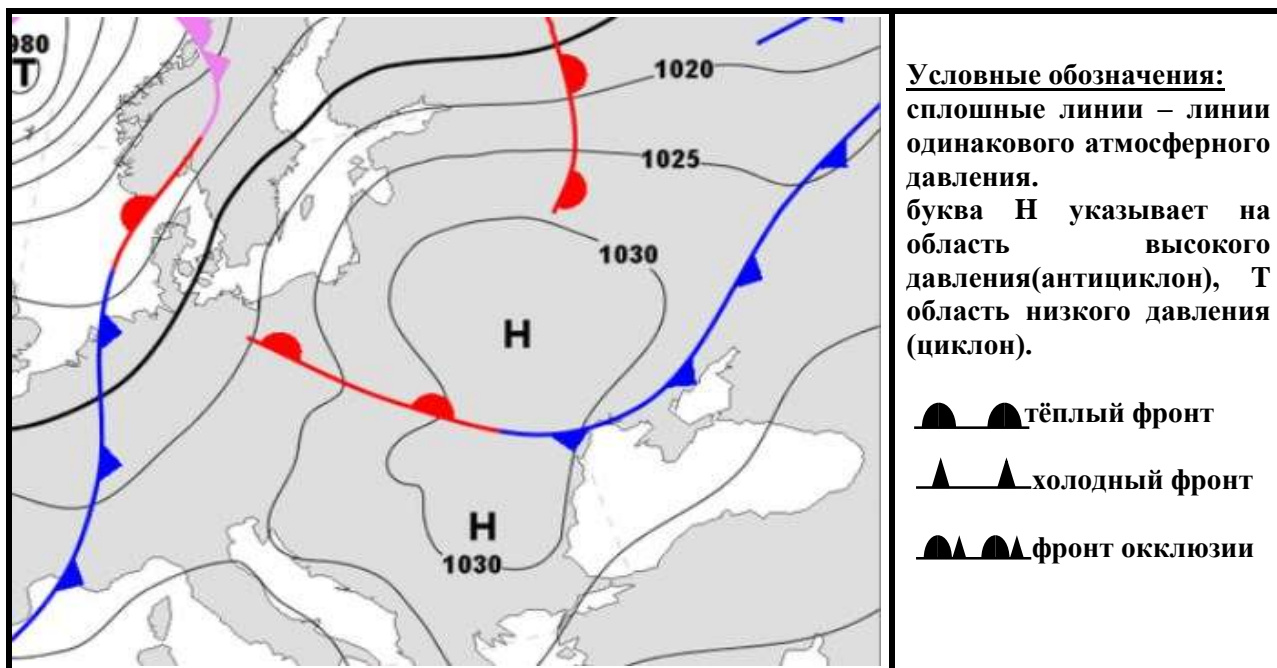 980
T
1020
1025
1030
H
H
1030
Условные обозначения:
сплошные линии – линии
одинакового атмосферного
давления.
буква Н указывает на
область высокого
давления(антициклон), Т
область низкого давления
(циклон).
тёплый фронт
холодный фронт
фронт окклюзии